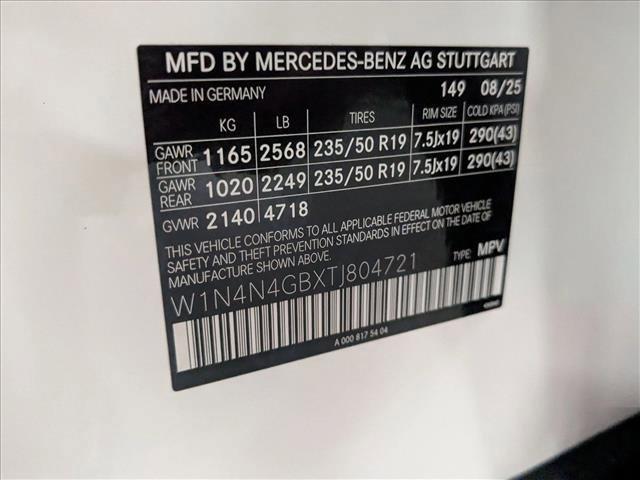 MFD BY MERCEDES-BENZ AG STUTTGART
MADE IN GERMANY 149 08/25
KG LB TIRES RIM SIZE COLD KPA(PSI)
GAWR FRONT 1165 2568 235/50 R19 7.5Jx19 290(43)
GAWR REAR 1020 2249 235/50 R19 7.5Jx19 290(43)
GVWR 2140 4718
THIS VEHICLE CONFORMS TO ALL APPLICABLE FEDERAL MOTOR VEHICLE
SAFETY AND THEFT PREVENTION STANDARDS IN EFFECT ON THE DATE OF
MANUFACTURE SHOWN ABOVE.
TYPE: MPV
W1N4N4GBXTJ804721
A 000 817 54 04